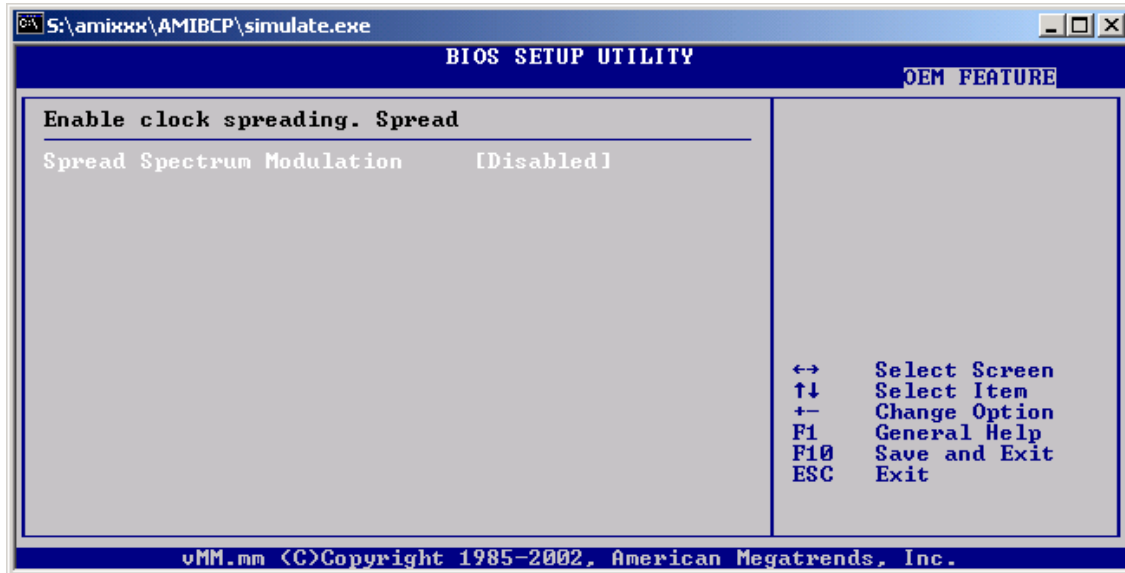 S:\amixxx\AMIBCP\simulate.exe
BIOS SETUP UTILITY
OEM FEATURE
Enable clock spreading. Spread
Spread Spectrum Modulation [Disabled]
←→ Select Screen
↑↓ Select Item
+- Change Option
F1 General Help
F10 Save and Exit
ESC Exit
vMM.mm (C)Copyright 1985-2002, American Megatrends, Inc.